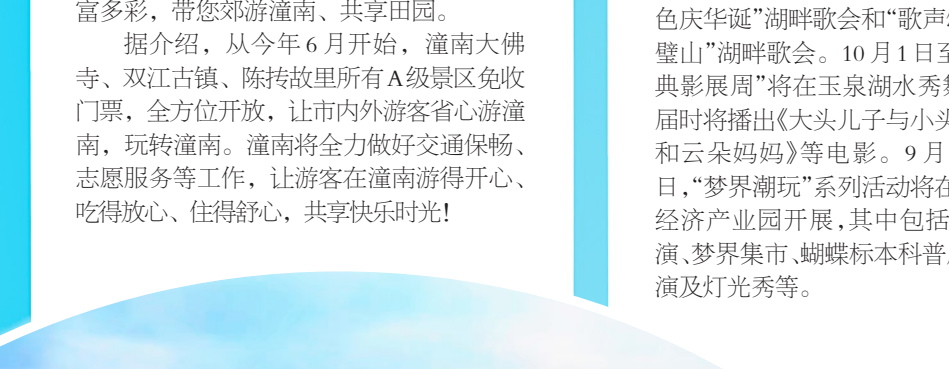 富多彩，带您郊游潼南、共享田园。
据介绍，从今年6月开始，潼南大佛
寺、双江古镇、陈抟故里所有A级景区免收
门票，全方位开放，让市内外游客省心游潼
南，玩转潼南。潼南将全力做好交通保畅、
志愿服务等工作，让游客在潼南游得开心、
吃得放心、住得舒心，共享快乐时光！
色庆华诞”湖畔歌会和“歌声
璧山”湖畔歌会。10月1日至
典影展周”将在玉泉湖水秀
届时将播出《大头儿子与小头
和云朵妈妈》等电影。9月
日，“梦界潮玩”系列活动将在
经济产业园开展，其中包括
演、梦界集市、蝴蝶标本科普
演及灯光秀等。